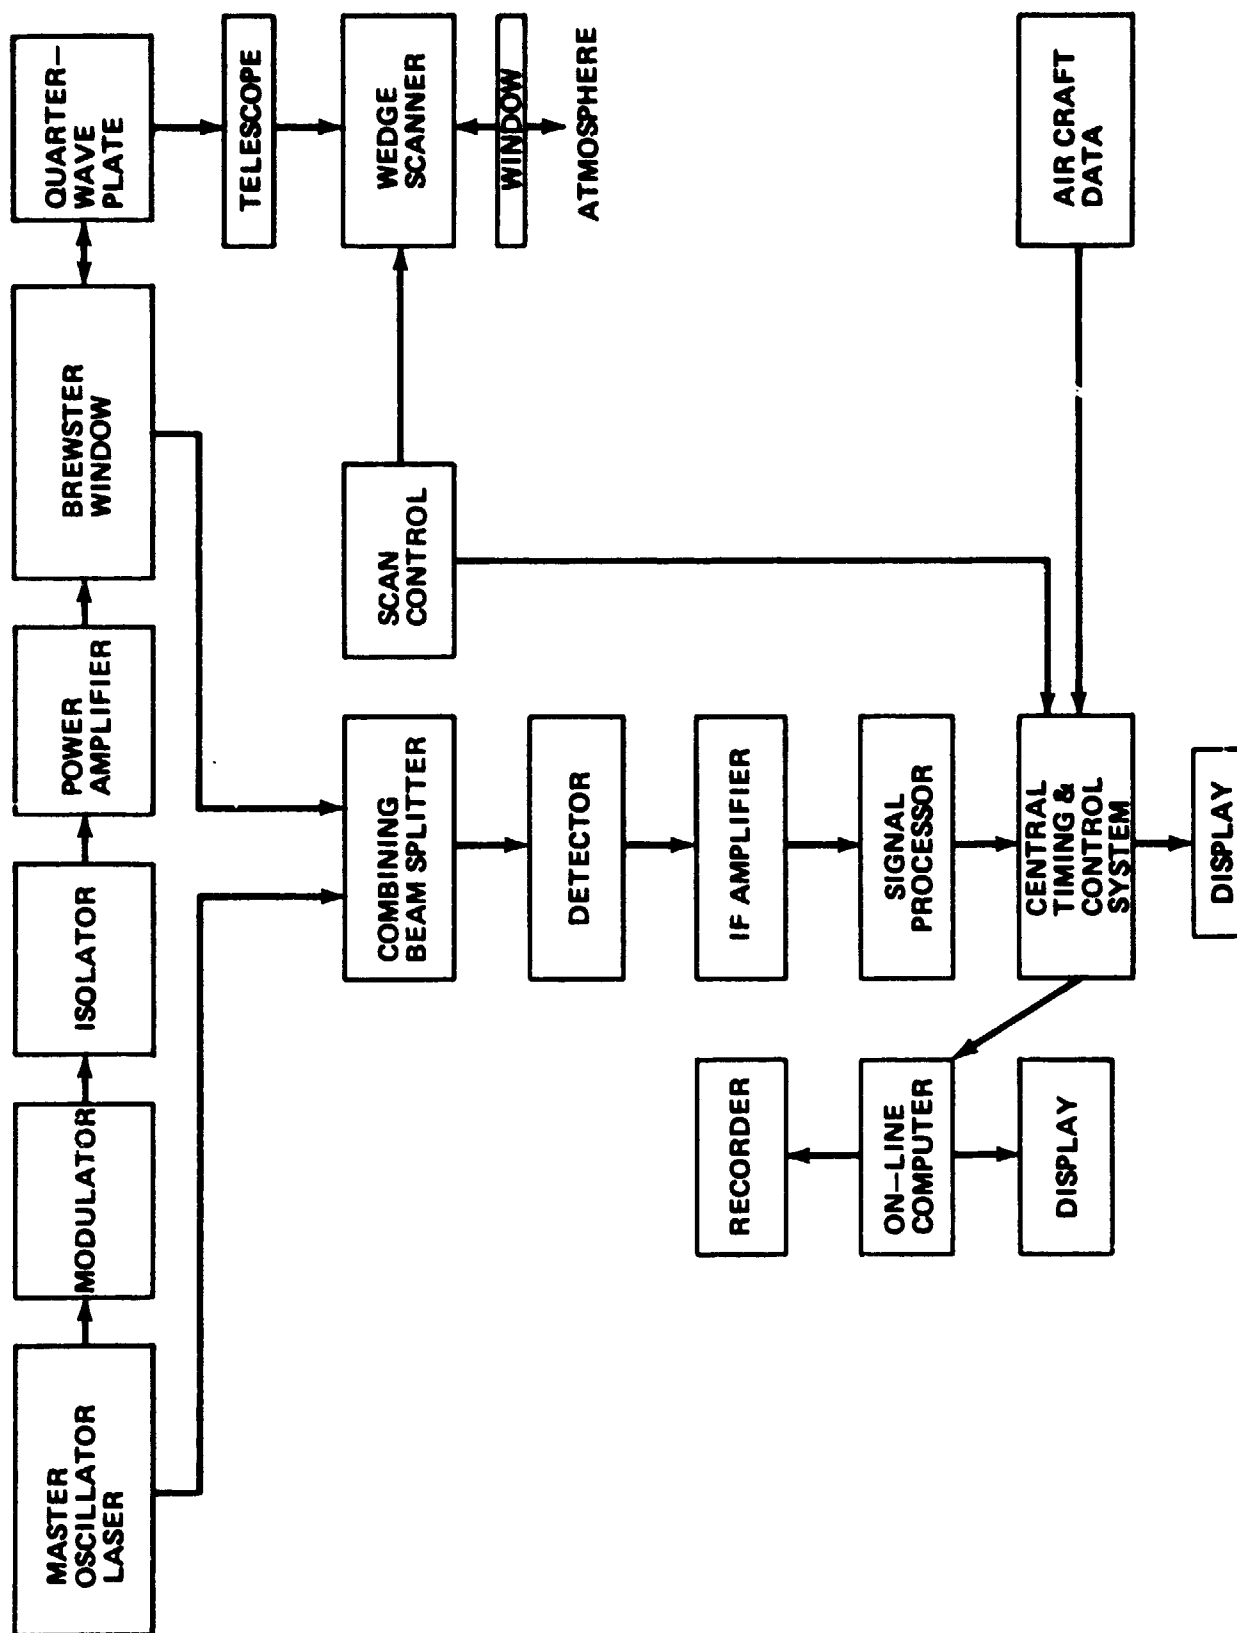 MASTER
OSCILLATOR
LASER
MODULATOR
ISOLATOR
POWER
AMPLIFIER
BREWSTER
WINDOW
QUARTER—
WAVE
PLATE
TELESCOPE
WEDGE
SCANNER
WINDOW
ATMOSPHERE
SCAN
CONTROL
COMBINING
BEAM SPLITTER
DETECTOR
IF AMPLIFIER
SIGNAL
PROCESSOR
CENTRAL
TIMING &
CONTROL
SYSTEM
AIR CRAFT
DATA
DISPLAY
RECORDER
ON—LINE
COMPUTER
DISPLAY